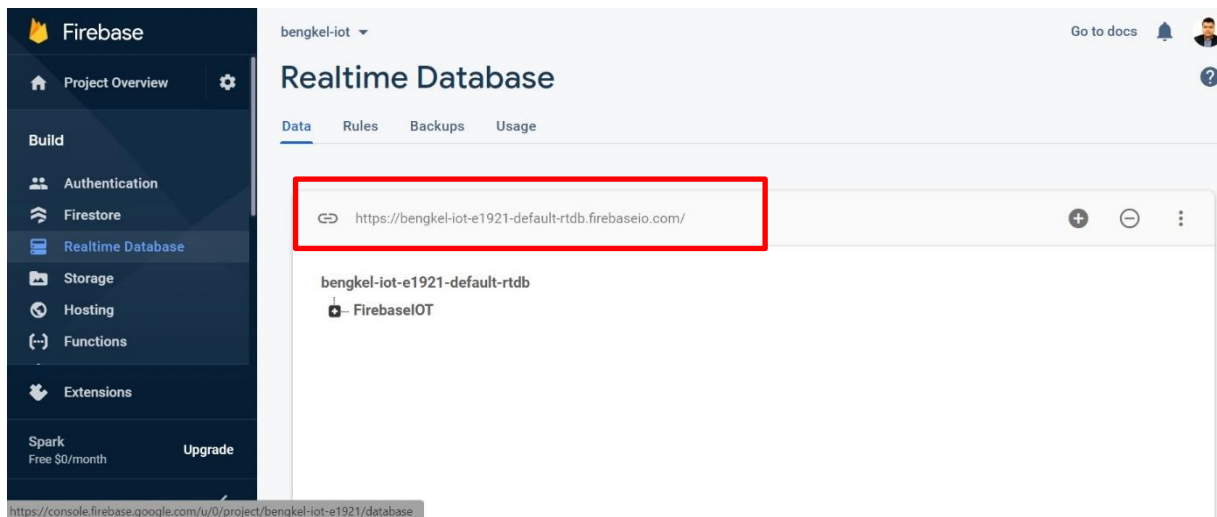 Firebase
Project Overview
Build
Authentication
Firestore
Realtime Database
Storage
Hosting
Functions
Extensions
Spark
Free $0/month
Upgrade
bengkel-iot
Go to docs
Realtime Database
Data Rules Backups Usage
https://bengkel-iot-e1921-default-rtdb.firebaseio.com/
bengkel-iot-e1921-default-rtdb
FirebaseIOT
https://console.firebase.google.com/u/0/project/bengkel-iot-e1921/database